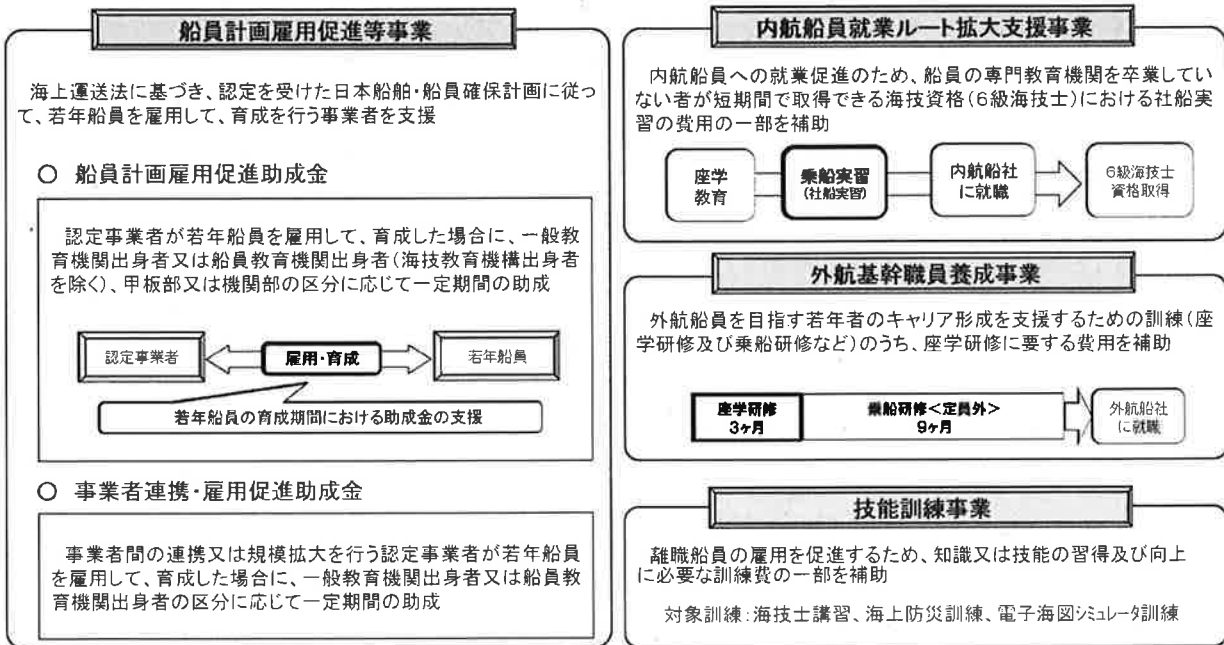 船員計画雇用促進等事業
海上運送法に基づき、認定を受けた日本船舶・船員確保計画に従っ
て、若年船員を雇用して、育成を行う事業者を支援
○ 船員計画雇用促進助成金
認定事業者が若年船員を雇用して、育成した場合に、一般教
育機関出身者又は船員教育機関出身者(海技教育機構出身者
を除く)、甲板部又は機関部の区分に応じて一定期間の助成
認定事業者
雇用・育成
若年船員
若年船員の育成期間における助成金の支援
○ 事業者連携・雇用促進助成金
事業者間の連携又は規模拡大を行う認定事業者が若年船員
を雇用して、育成した場合に、一般教育機関出身者又は船員教
育機関出身者の区分に応じて一定期間の助成
内航船員就業ルート拡大支援事業
内航船員への就業促進のため、船員の専門教育機関を卒業してい
ない者が短期間で取得できる海技資格(6級海技士)における社船実
習の費用の一部を補助
座学
教育
乗船実習
(社船実習)
内航船社
に就職
6級海技士
資格取得
外航基幹職員養成事業
外航船員を目指す若年者のキャリア形成を支援するための訓練(座
学研修及び乗船研修など)のうち、座学研修に要する費用を補助
座学研修
3ヶ月
乗船研修<定員外>
9ヶ月
外航船社
に就職
技能訓練事業
離職船員の雇用を促進するため、知識又は技能の習得及び向上
に必要な訓練費の一部を補助
対象訓練:海技士講習、海上防災訓練、電子海図シミュレータ訓練